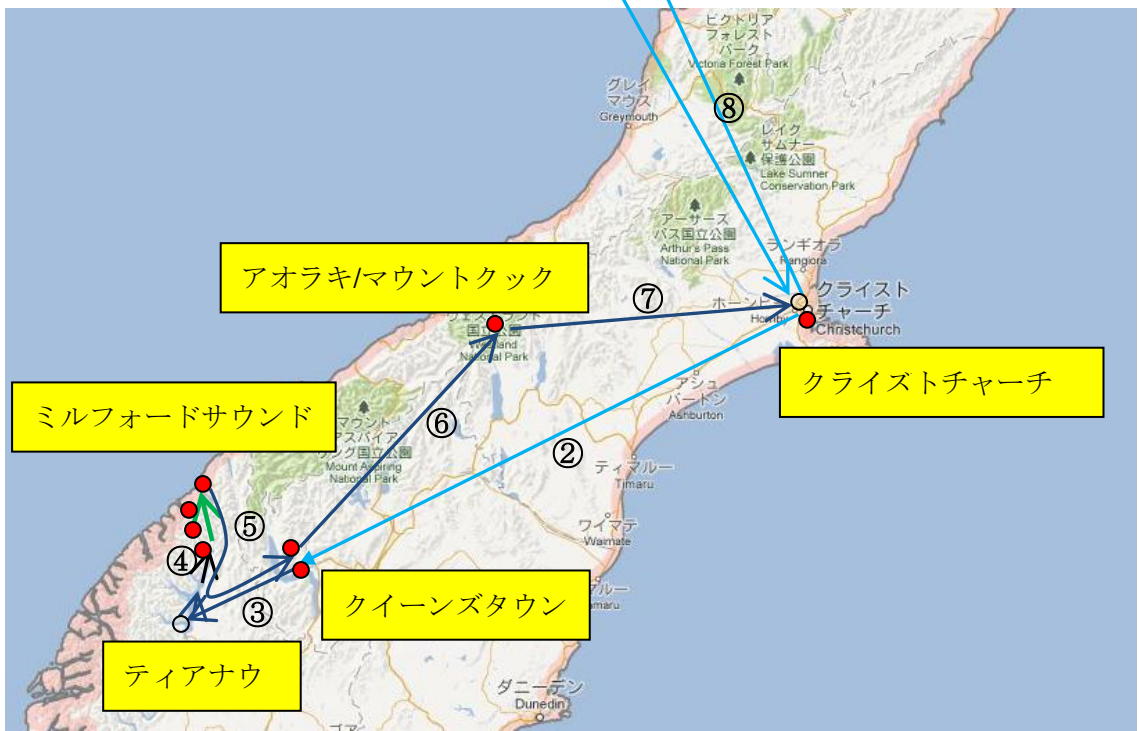 ビクトリア
フォレスト
パーク
Victoria Forest Park
グレイ
マウス
Greymouth
⑧
レイク
サムナー
保護公園
Lake Sumner
Conservation Park
アーサーズ
パス国立公園
Arthur's Pass
National Park
ランギオラ
Rangiora
アオラキ/マウントクック
⑦
クライスト
チャーチ
Christchurch
国立公園
National Park
クライズトチャーチ
アシュ
バートン
Ashburton
ミルフォードサウンド
⑥
マウント
アスパイア
リング国立公園
Mount Aspiring
National Park
②
ティマルー
Timaru
⑤
ワイマテ
Waimate
④
③
クイーンズタウン
ティアナウ
ダニーデン
Dunedin